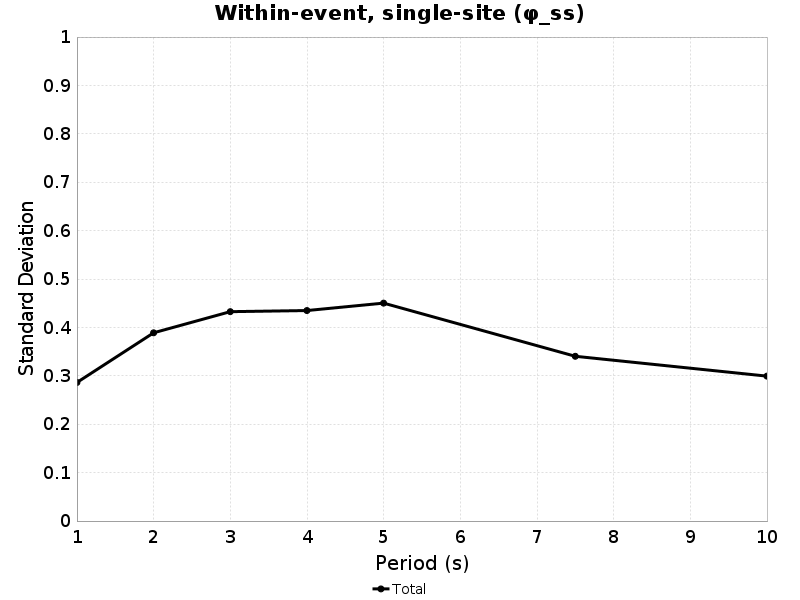 Within-event, single-site (φ_ss)
1
0.9
0.8
0.7
0.6
0.5
0.4
0.3
0.2
0.1
0
Standard Deviation
1 2 3 4 5 6 7 8 9 10
Period (s)
Total